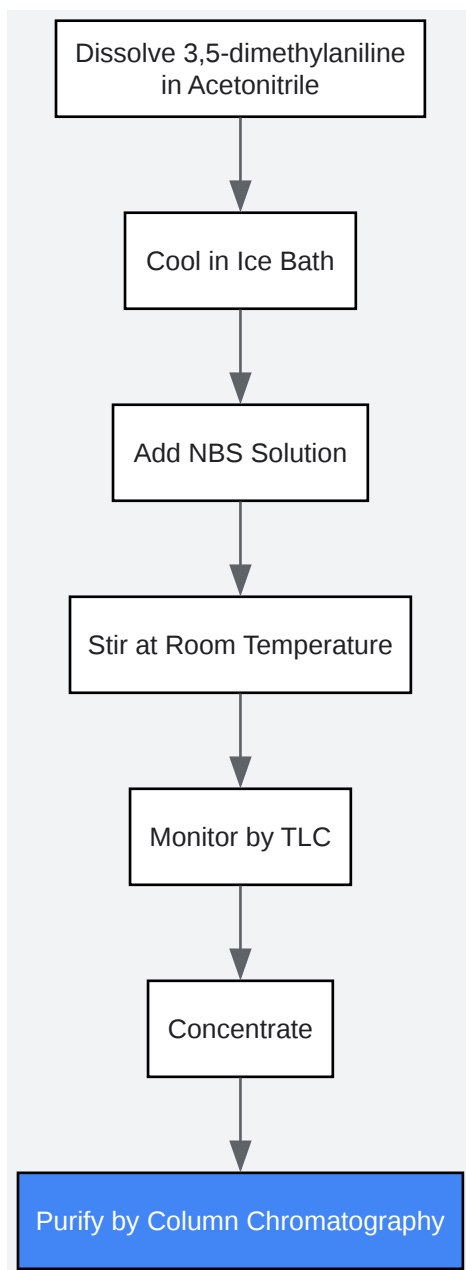 Dissolve 3,5-dimethylaniline
in Acetonitrile
Cool in Ice Bath
Add NBS Solution
Stir at Room Temperature
Monitor by TLC
Concentrate
Purify by Column Chromatography